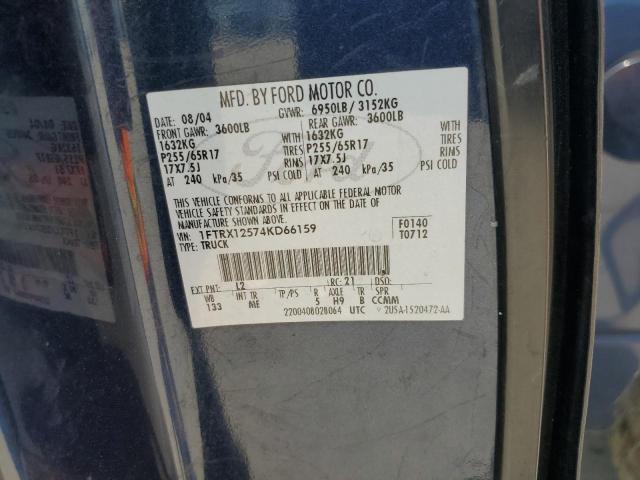 MFD. BY FORD MOTOR CO.
DATE: 08/04 GVWR: 6950LB / 3152KG
FRONT GAWR: 3600LB REAR GAWR: 3600LB
1632KG WITH 1632KG WITH
P255/65R17 TIRES P255/65R17 TIRES
17X7.5J RIMS 17X7.5J RIMS
AT 240 kPa/35 PSI COLD AT 240 kPa/35 PSI COLD
Ford
THIS VEHICLE CONFORMS TO ALL APPLICABLE FEDERAL MOTOR
VEHICLE SAFETY STANDARDS IN EFFECT ON THE DATE OF
MANUFACTURE SHOWN ABOVE.
VIN: 1FTRX12574KD66159 F0140
TYPE: TRUCK T0712
EXT PNT: L2 RC: 21 DSO:
WB INT TR TP/PS R AXLE TR SPR
133 ME 5 H9 B CCMM
2200408028064 UTC 2U5A-1520472-AA